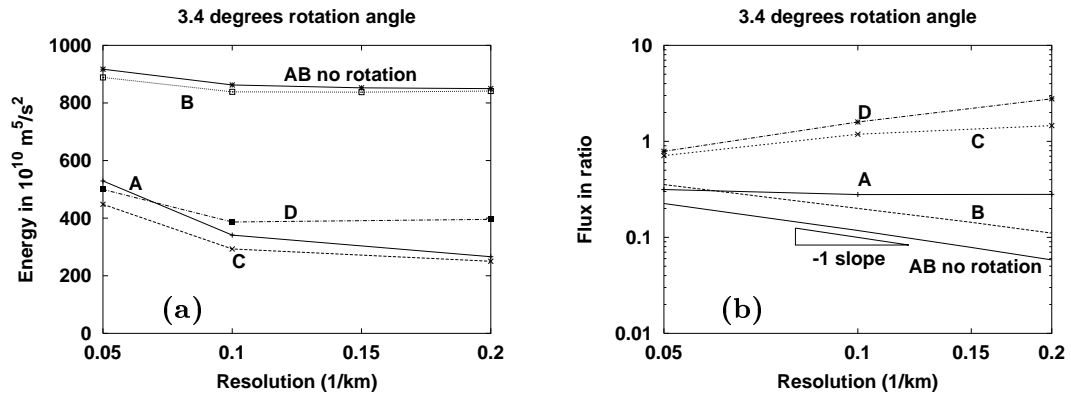 3.4 degrees rotation angle
1000
800
600
400
200
0
Energy in 10^10 m^5/s^2
AB no rotation
B
A
D
C
(a)
0.05
0.1
0.15
0.2
Resolution (1/km)
3.4 degrees rotation angle
10
1
0.1
0.01
Flux in ratio
D
C
A
B
-1 slope
AB no rotation
(b)
0.05
0.1
0.15
0.2
Resolution (1/km)